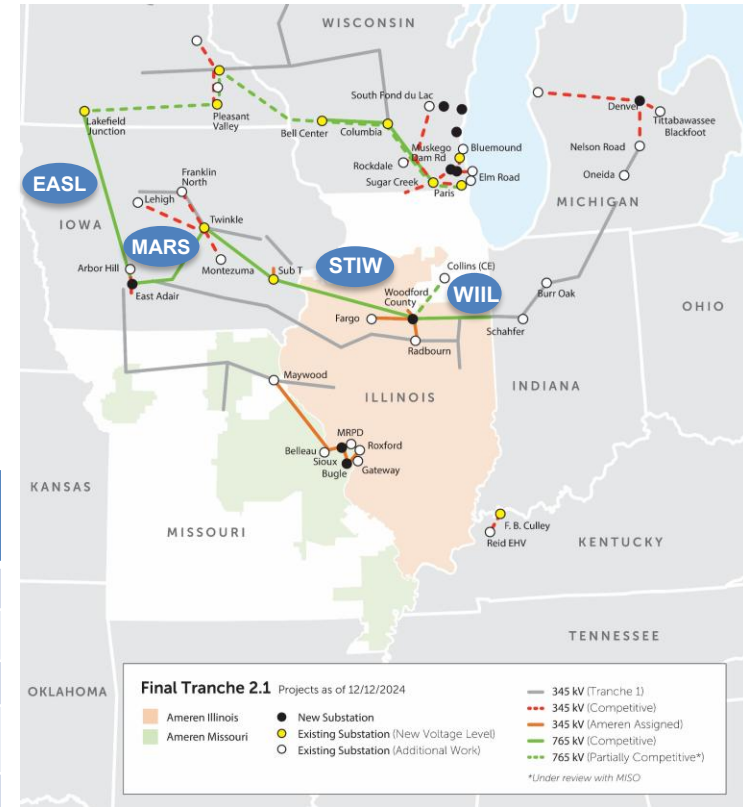 WISCONSIN
South Fond du Lac
Denver
Tittabawassee
Blackfoot
Lakefield
Junction
Pleasant
Valley
Bell Center
Columbia
Muskego
Dam Rd
Bluemound
Nelson Road
Rockdale
Sugar Creek
Paris
Elm Road
Oneida
MICHIGAN
EASL
Franklin
North
Lehigh
IOWA
Twinkle
MARS
Montezuma
Arbor Hill
East Adair
Sub T
STIW
Collins (CE)
WIIL
Woodford
County
Burr Oak
Fargo
Schahfer
OHIO
Radbourn
Maywood
ILLINOIS
INDIANA
MRPD
Belleau
Roxford
Sioux
Gateway
Bugle
KANSAS
MISSOURI
F. B. Culley
Reid EHV
KENTUCKY
TENNESSEE
OKLAHOMA
Final Tranche 2.1 Projects as of 12/12/2024
Ameren Illinois
Ameren Missouri
New Substation
Existing Substation (New Voltage Level)
Existing Substation (Additional Work)
345 kV (Tranche 1)
345 kV (Competitive)
345 kV (Ameren Assigned)
765 kV (Competitive)
765 kV (Partially Competitive*)
*Under review with MISO